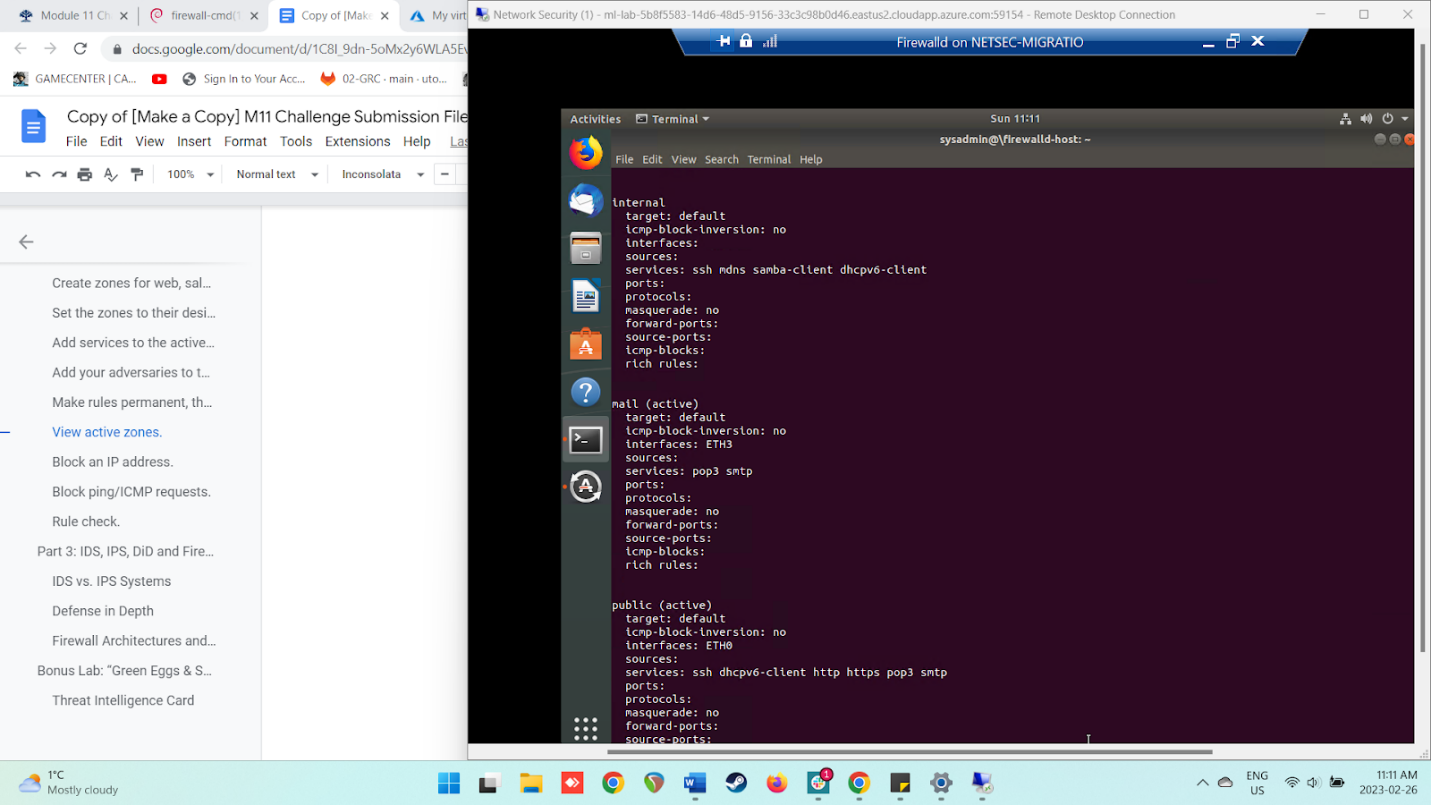 Module 11 Ch
firewall-cmd(1
Copy of [Make
My virt
Network Security (1) - ml-lab-5b8f5583-14d6-48d5-9156-33c3c98b0d46.eastus2.cloudapp.azure.com:59154 - Remote Desktop Connection
docs.google.com/document/d/1C8I_9dn-5oMx2y6WLA5Ev
Firewalld on NETSEC-MIGRATIO
GAMECENTER | CA...
Sign In to Your Acc...
02-GRC · main · uto...
Copy of [Make a Copy] M11 Challenge Submission File
File Edit View Insert Format Tools Extensions Help Las
100% Normal text Inconsolata
Activities Terminal Sun 11:11
sysadmin@\firewalld-host: ~
File Edit View Search Terminal Help
Create zones for web, sal...
Set the zones to their desi...
Add services to the active...
Add your adversaries to t...
Make rules permanent, th...
View active zones.
Block an IP address.
Block ping/ICMP requests.
Rule check.
Part 3: IDS, IPS, DiD and Fire...
IDS vs. IPS Systems
Defense in Depth
Firewall Architectures and...
Bonus Lab: “Green Eggs & S...
Threat Intelligence Card
internal
target: default
icmp-block-inversion: no
interfaces:
sources:
services: ssh mdns samba-client dhcpv6-client
ports:
protocols:
masquerade: no
forward-ports:
source-ports:
icmp-blocks:
rich rules:
mail (active)
target: default
icmp-block-inversion: no
interfaces: ETH3
sources:
services: pop3 smtp
ports:
protocols:
masquerade: no
forward-ports:
source-ports:
icmp-blocks:
rich rules:
public (active)
target: default
icmp-block-inversion: no
interfaces: ETH0
sources:
services: ssh dhcpv6-client http https pop3 smtp
ports:
protocols:
masquerade: no
forward-ports:
source-ports:
1°C
Mostly cloudy
1
ENG
US
11:11 AM
2023-02-26